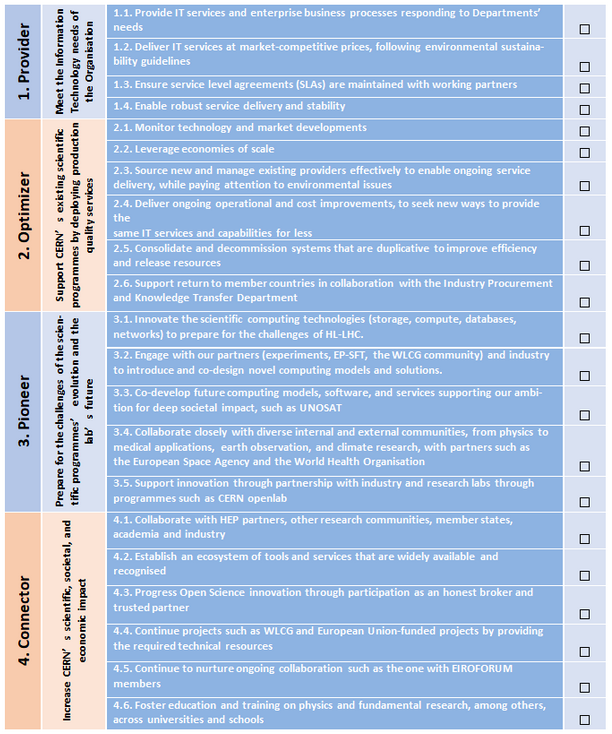 1. Provider
Meet the Information
Technology needs of
the Organisation
1.1. Provide IT services and enterprise business processes responding to Departments’
needs
1.2. Deliver IT services at market-competitive prices, following environmental sustaina-
bility guidelines
1.3. Ensure service level agreements (SLAs) are maintained with working partners
1.4. Enable robust service delivery and stability
2. Optimizer
Support CERN’s existing scientific
programmes by deploying production
quality services
2.1. Monitor technology and market developments
2.2. Leverage economies of scale
2.3. Source new and manage existing providers effectively to enable ongoing service
delivery, while paying attention to environmental issues
2.4. Deliver ongoing operational and cost improvements, to seek new ways to provide
the
same IT services and capabilities for less
2.5. Consolidate and decommission systems that are duplicative to improve efficiency
and release resources
2.6. Support return to member countries in collaboration with the Industry Procurement
and Knowledge Transfer Department
3. Pioneer
Prepare for the challenges of the scien-
tific programmes’ evolution and the
lab’s future
3.1. Innovate the scientific computing technologies (storage, compute, databases,
networks) to prepare for the challenges of HL-LHC.
3.2. Engage with our partners (experiments, EP-SFT, the WLCG community) and industry
to introduce and co-design novel computing models and solutions.
3.3. Co-develop future computing models, software, and services supporting our ambi-
tion for deep societal impact, such as UNOSAT
3.4. Collaborate closely with diverse internal and external communities, from physics to
medical applications, earth observation, and climate research, with partners such as
the European Space Agency and the World Health Organisation
3.5. Support innovation through partnership with industry and research labs through
programmes such as CERN openlab
4. Connector
Increase CERN’s scientific, societal, and
economic impact
4.1. Collaborate with HEP partners, other research communities, member states,
academia and industry
4.2. Establish an ecosystem of tools and services that are widely available and
recognised
4.3. Progress Open Science innovation through participation as an honest broker and
trusted partner
4.4. Continue projects such as WLCG and European Union-funded projects by providing
the required technical resources
4.5. Continue to nurture ongoing collaboration such as the one with EIROFORUM
members
4.6. Foster education and training on physics and fundamental research, among others,
across universities and schools